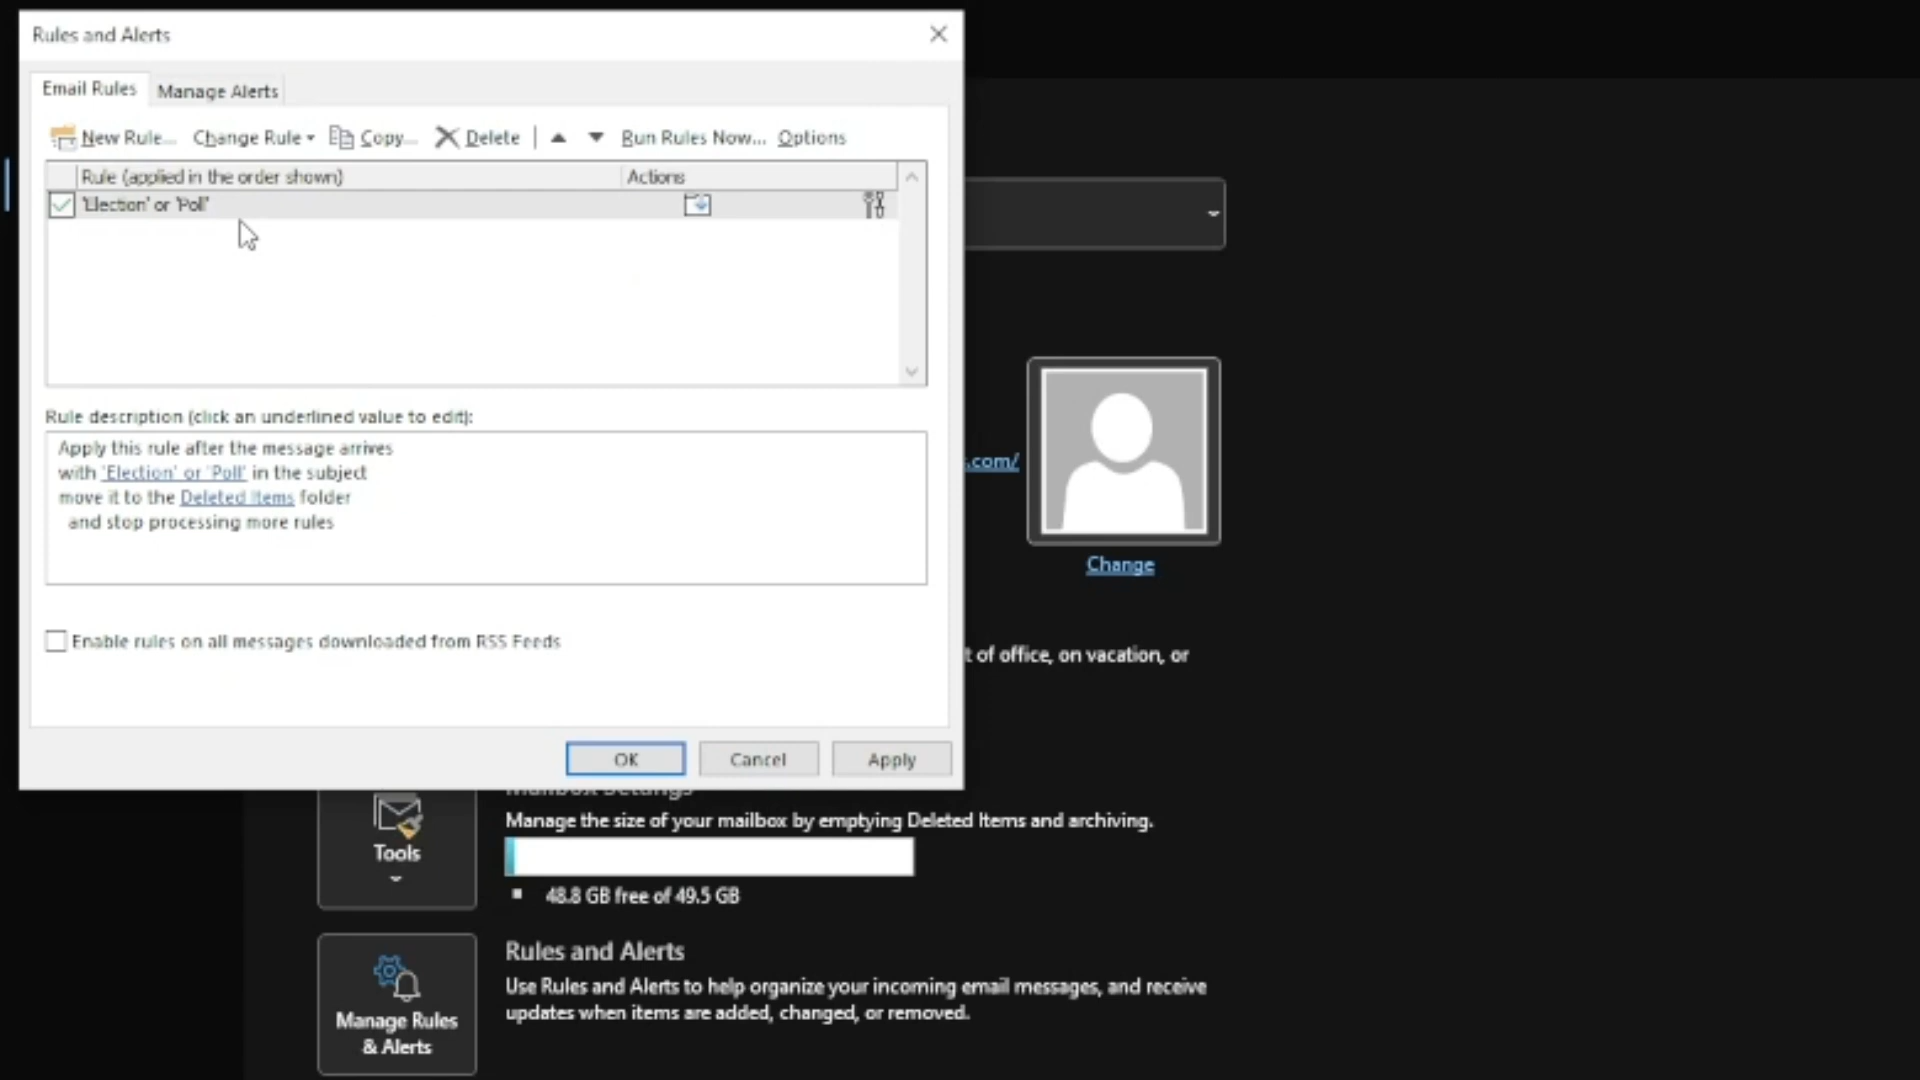 Rules and Alerts
Email Rules
Manage Alerts
New Rule...
Change Rule
Copy...
Delete
Run Rules Now...
Options
Rule (applied in the order shown)
Actions
'Election' or 'Poll'
Rule description (click an underlined value to edit):
Apply this rule after the message arrives
with 'Election' or 'Poll' in the subject
move it to the Deleted Items folder
and stop processing more rules
Enable rules on all messages downloaded from RSS Feeds
OK
Cancel
Apply
.com/
Change
t of office, on vacation, or
Mailbox Settings
Manage the size of your mailbox by emptying Deleted Items and archiving.
Tools
48.8 GB free of 49.5 GB
Rules and Alerts
Use Rules and Alerts to help organize your incoming email messages, and receive
updates when items are added, changed, or removed.
Manage Rules
& Alerts